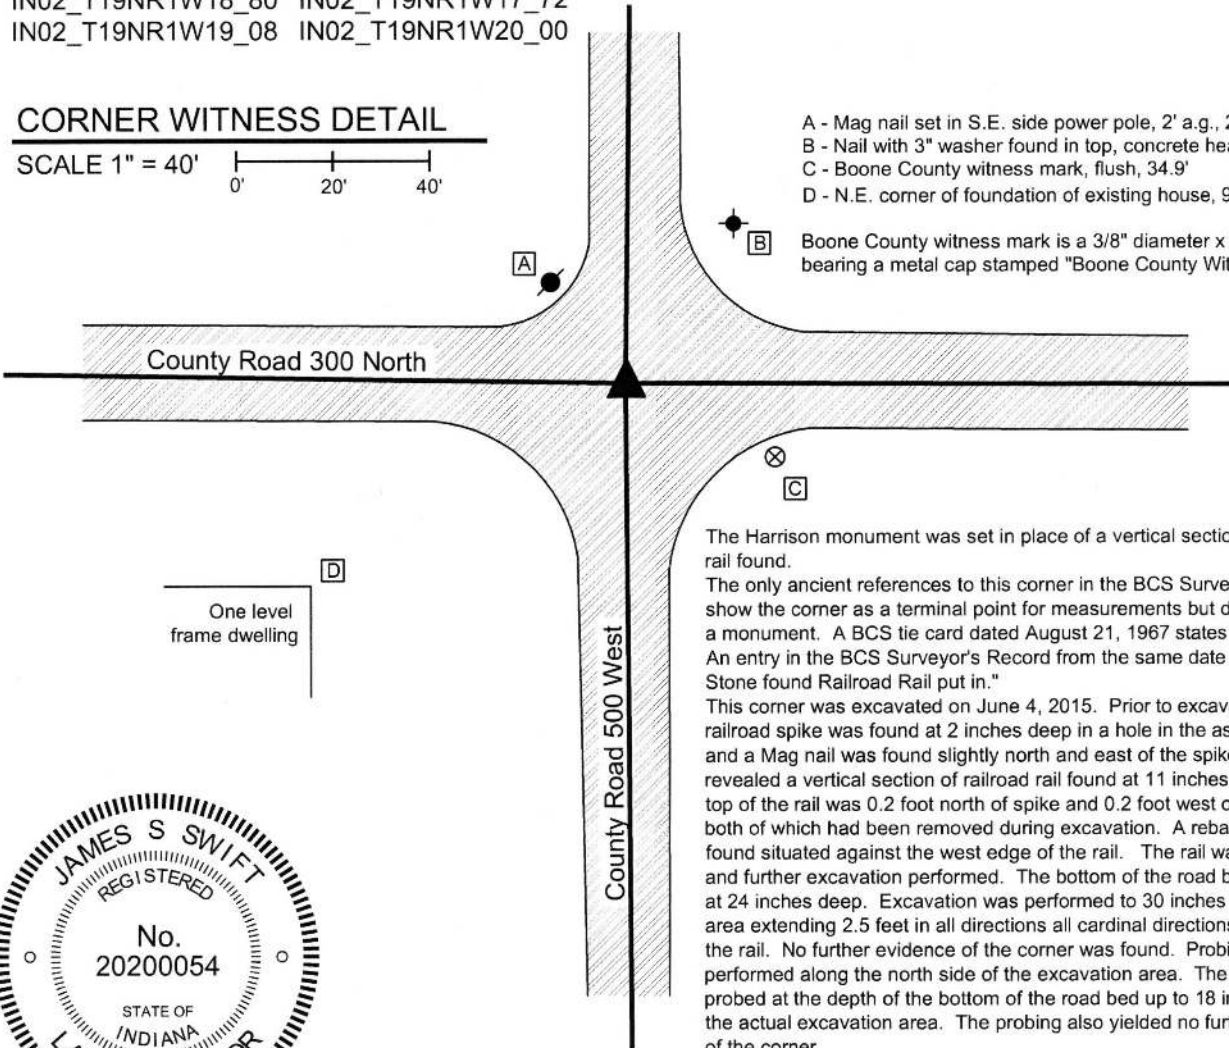 IN02_T19NR1W18_80 IN02_T19NR1W17_72
IN02_T19NR1W19_08 IN02_T19NR1W20_00
CORNER WITNESS DETAIL
SCALE 1" = 40'
0' 20' 40'
A - Mag nail set in S.E. side power pole, 2' a.g.,
B - Nail with 3" washer found in top, concrete
C - Boone County witness mark, flush, 34.9'
D - N.E. corner of foundation of existing house,
Boone County witness mark is a 3/8" diameter x
bearing a metal cap stamped "Boone County
A
B
County Road 300 North
C
D
One level
frame dwelling
County Road 500 West
The Harrison monument was set in place of a vertical
rail found.
The only ancient references to this corner in the BCS
show the corner as a terminal point for measurements but
a monument. A BCS tie card dated August 21, 1967 states
An entry in the BCS Surveyor's Record from the same date
Stone found Railroad Rail put in."
This corner was excavated on June 4, 2015. Prior to
railroad spike was found at 2 inches deep in a hole in the
and a Mag nail was found slightly north and east of the
revealed a vertical section of railroad rail found at 11 inches
top of the rail was 0.2 foot north of spike and 0.2 foot west
both of which had been removed during excavation. A
found situated against the west edge of the rail. The rail
and further excavation performed. The bottom of the road
at 24 inches deep. Excavation was performed to 30 inches
area extending 2.5 feet in all directions all cardinal directions
the rail. No further evidence of the corner was found.
performed along the north side of the excavation area. The
probed at the depth of the bottom of the road bed up to 18
the actual excavation area. The probing also yielded no
of the corner.
JAMES S SWIFT
REGISTERED
No.
20200054
STATE OF
INDIANA